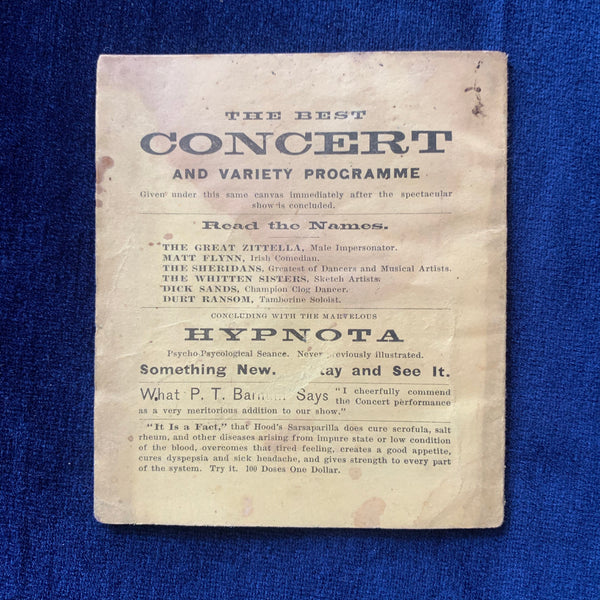 THE BEST
CONCERT
AND VARIETY PROGRAMME
Given under this same canvas immediately after the spectacular
show is concluded.
Read the Names.
THE GREAT ZITTELLA, Male Impersonator.
MATT FLYNN, Irish Comedian.
THE SHERIDANS, Greatest of Dancers and Musical Artists.
THE WHITTEN SISTERS, Sketch Artists.
DICK SANDS, Champion Clog Dancer.
DURT RANSOM, Tamborine Soloist.
CONCLUDING WITH THE MARVELOUS
HYPNOTA
Psycho-Psycological Seance. Never
Something New. and See It.
What P. T. Says "I cheerfully commend
the Concert performance
as a very meritorious addition to our show."
"It Is a Fact," that Hood's Sarsaparilla does cure scrofula, salt
rheum, and other diseases arising from impure state or low condition
of the blood, overcomes that tired feeling, creates a good appetite,
cures dyspepsia and sick headache, and gives strength to every part
of the system. Try it. 100 Doses One Dollar.